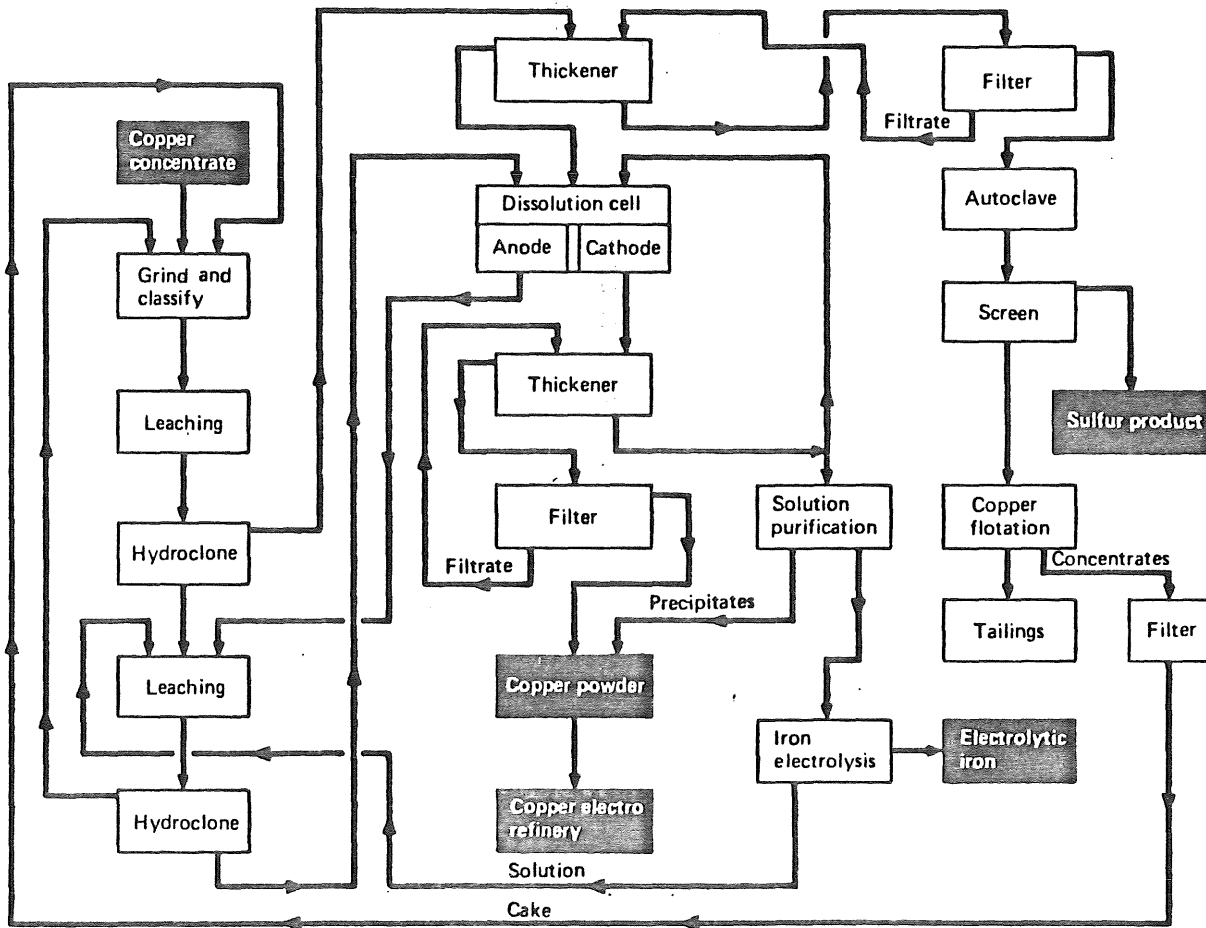 Thickener
Filter
Filtrate
Copper
concentrate
Autoclave
Dissolution cell
Anode
Cathode
Grind and
classify
Screen
Thickener
Leaching
Sulfur product
Filter
Solution
purification
Copper
flotation
Hydroclone
Filtrate
Concentrates
Precipitates
Tailings
Filter
Leaching
Copper powder
Iron
electrolysis
Electrolytic
iron
Hydroclone
Copper electro
refinery
Solution
Cake